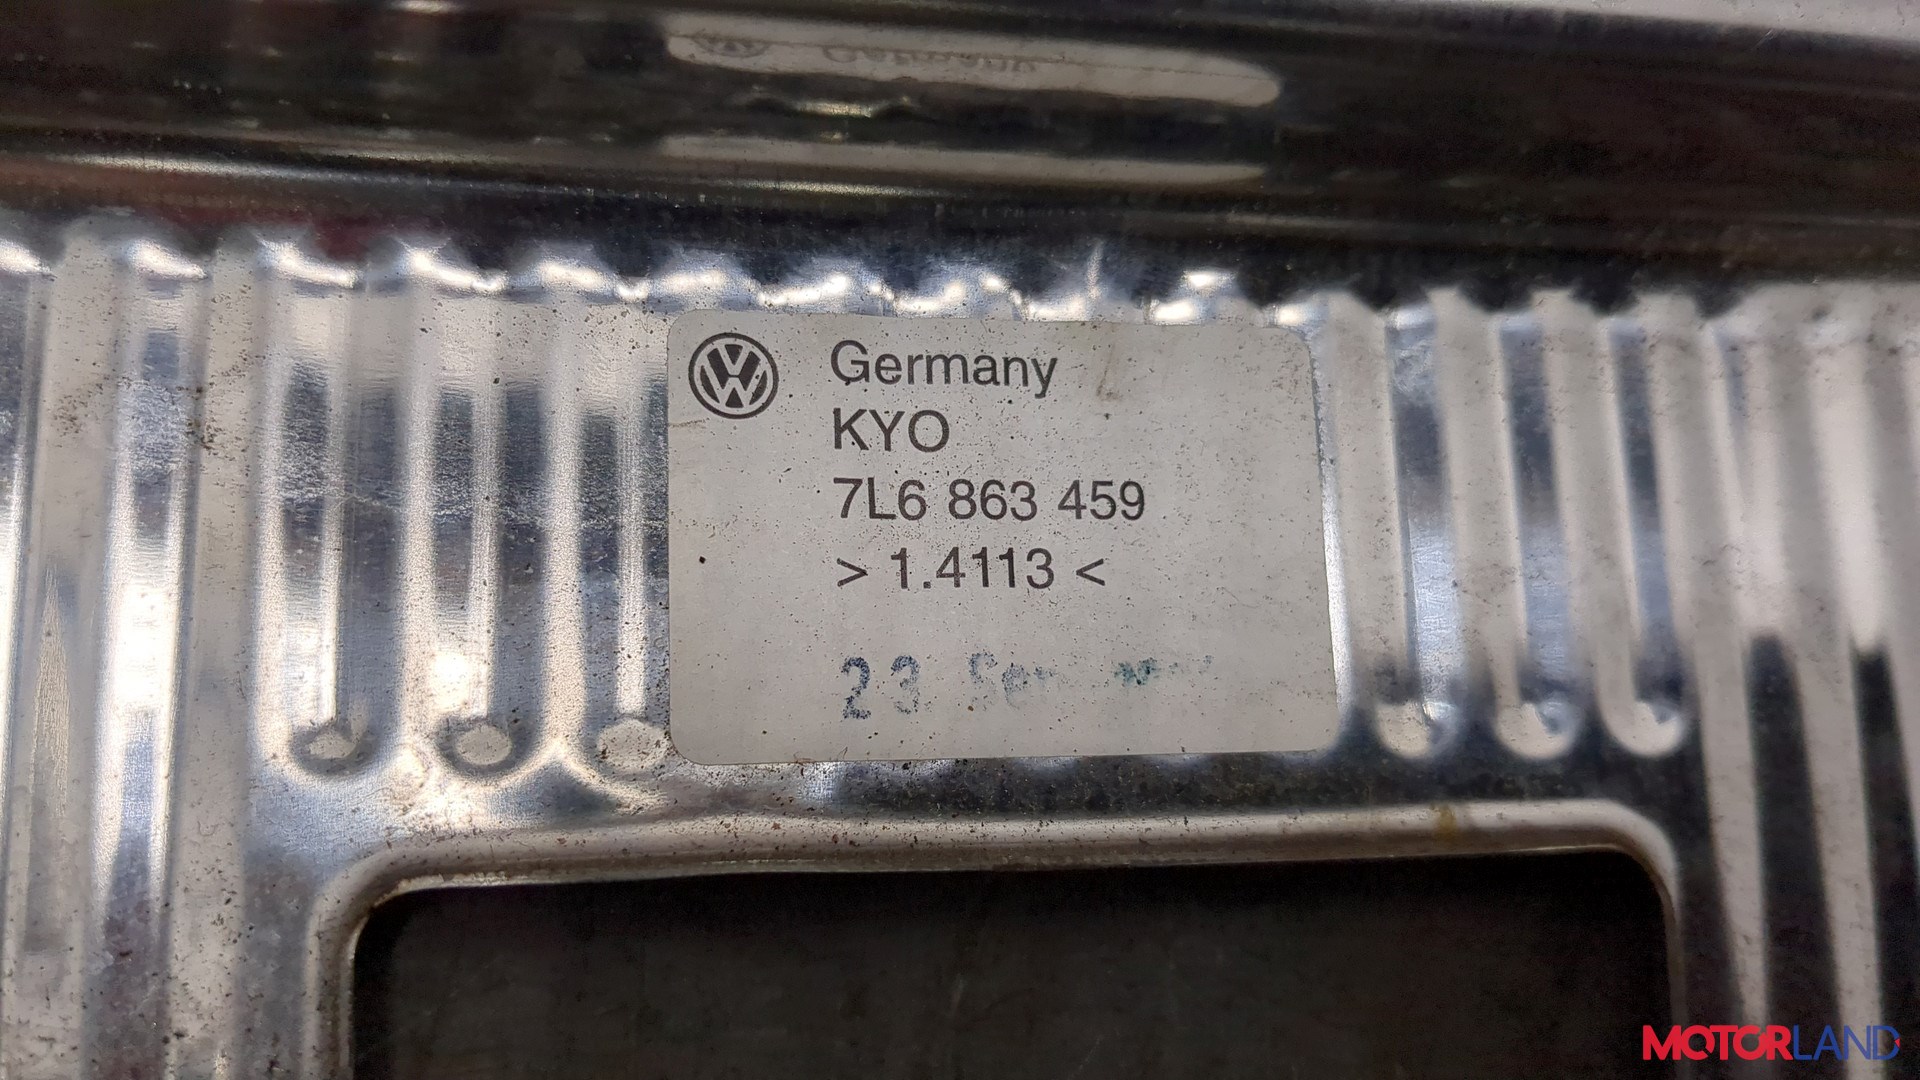 Germany
KYO
7L6 863 459
> 1.4113 <
23.
MOTORLAND